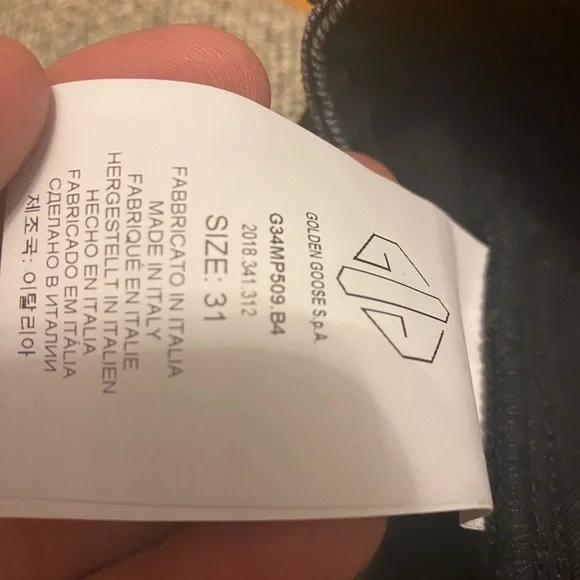 GOLDEN GOOSE S.p.A.
G34MP509.B4
2018.341.312
SIZE: 31
FABBRICATO IN ITALIA
MADE IN ITALY
FABRIQUÉ EN ITALIE
HERGESTELLT IN ITALIEN
HECHO EN ITALIA
FABRICADO EM ITÁLIA
СДЕЛАНО В ИТАЛИИ
제조국: 이탈리아